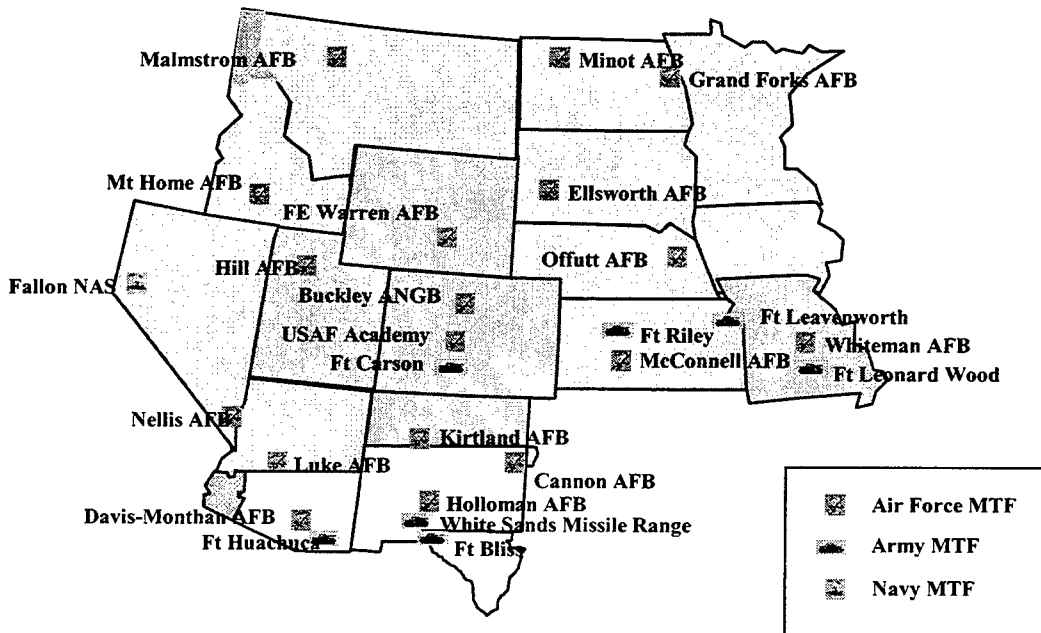 Malmstrom AFB
Minot AFB
Grand Forks AFB
Mt Home AFB
Ellsworth AFB
FE Warren AFB
Offutt AFB
Hill AFB
Fallon NAS
Buckley ANGB
Ft Leavenworth
USAF Academy
Ft Riley
Whiteman AFB
Ft Carson
McConnell AFB
Ft Leonard Wood
Nellis AFB
Kirtland AFB
Luke AFB
Cannon AFB
Holloman AFB
Davis-Monthan AFB
White Sands Missile Range
Ft Huachuca
Ft Bliss
Air Force MTF
Army MTF
Navy MTF